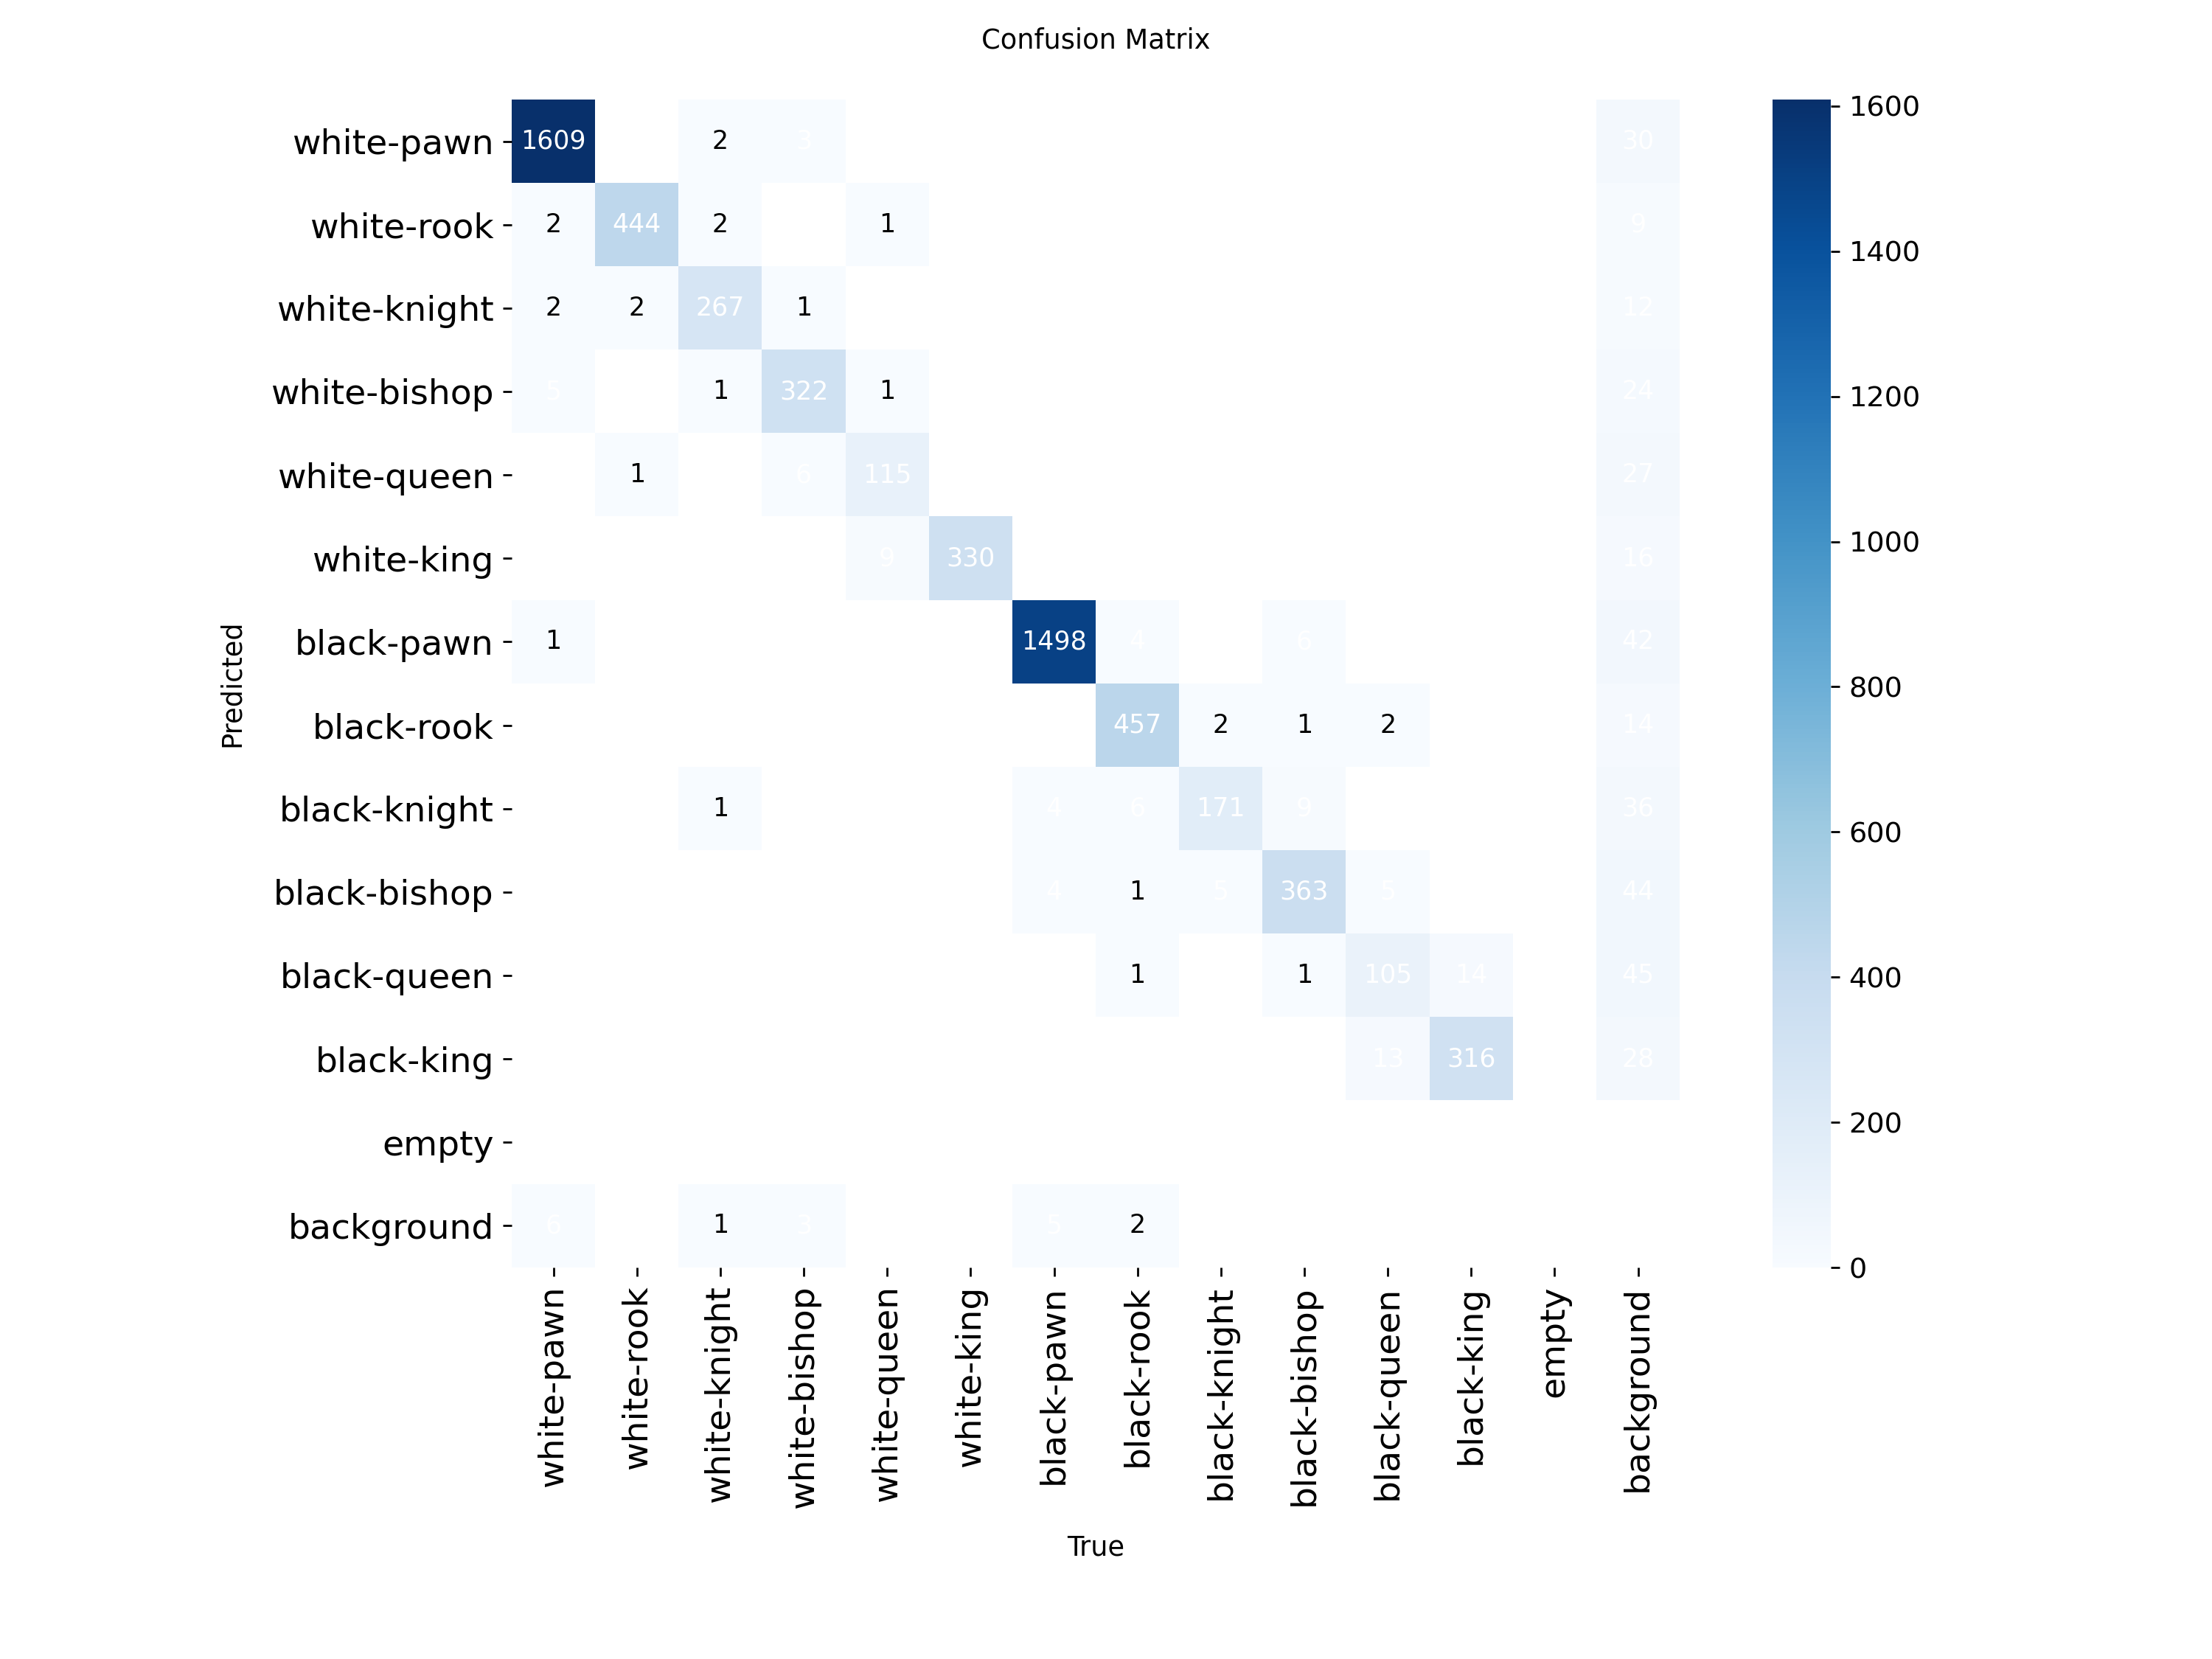 Confusion Matrix
white-pawn 1609 2 3 30
white-rook 2 444 2 1 9
white-knight 2 2 267 1 12
white-bishop 5 1 322 1 24
white-queen 1 6 115 27
white-king 9 330 16
black-pawn 1 1498 4 6 42
black-rook 457 2 1 2 14
black-knight 1 4 6 171 9 36
black-bishop 4 1 5 363 5 44
black-queen 1 1 105 14 45
black-king 13 316 28
empty
background 6 1 3 5 2
Predicted
white-pawn
white-rook
white-knight
white-bishop
white-queen
white-king
black-pawn
black-rook
black-knight
black-bishop
black-queen
black-king
empty
background
True
1600
1400
1200
1000
800
600
400
200
0